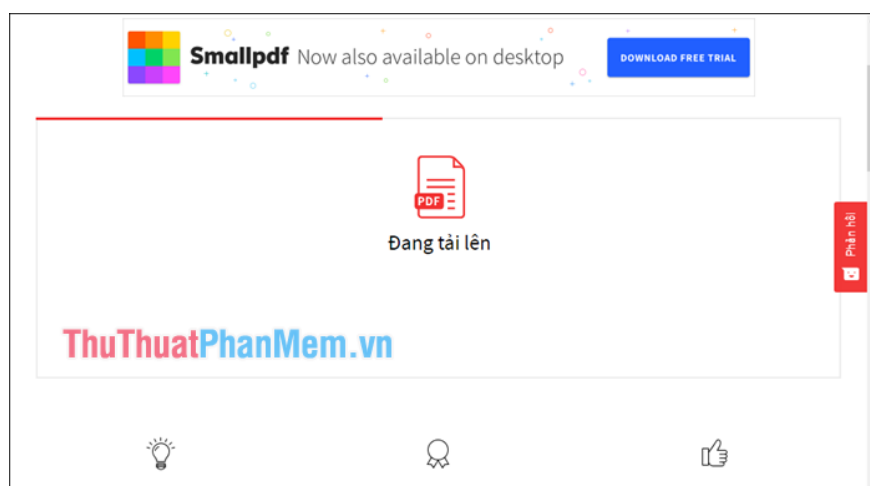 Smallpdf Now also available on desktop
DOWNLOAD FREE TRIAL
PDF
Đang tải lên
Phản hồi
ThuThuatPhanMem.vn